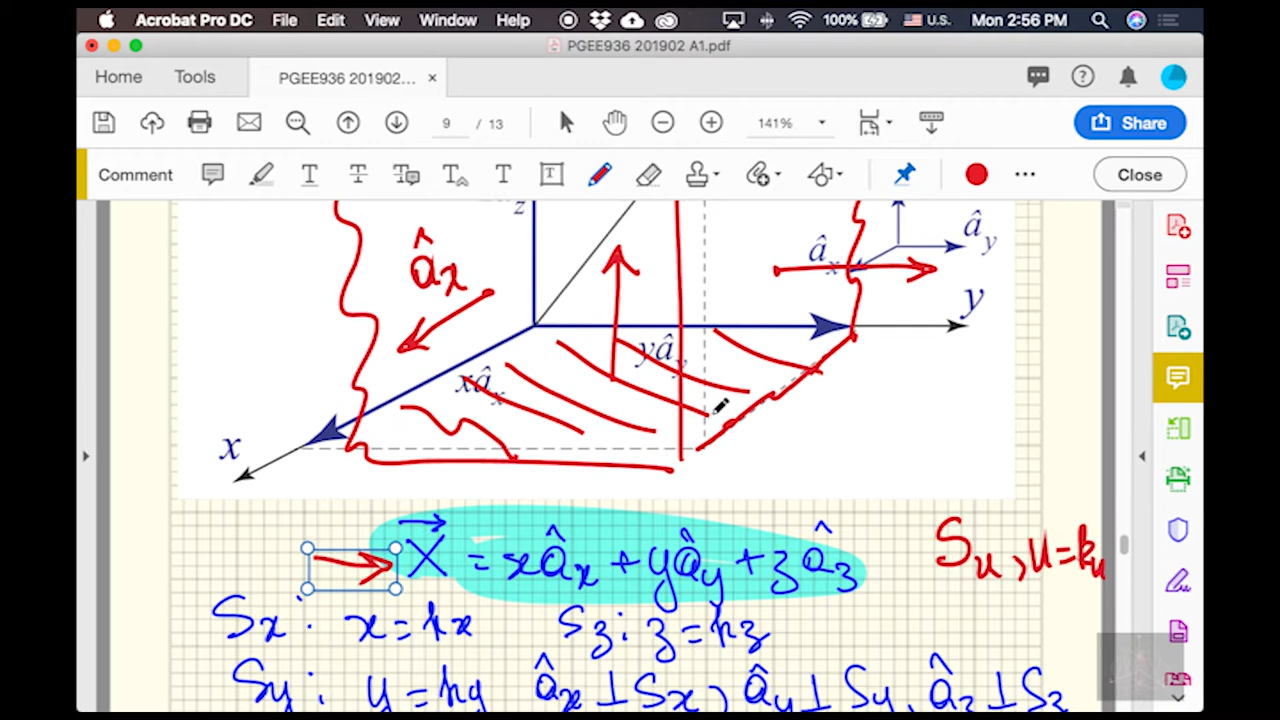 Acrobat Pro DC File Edit View Window Help 100% U.S. Mon 2:56 PM
PGEE936 201902 A1.pdf
Home Tools PGEE936 201902... ×
9 / 13 141% Share
Comment Close
z
âx
âx
ây
y
yây
xâx
x
X = xâx + yây + zâz
Su, u=ku
Sx: x=kx Sz: z=kz
Sy: y=ky âx⊥Sx, ây⊥Sy, âz⊥Sz